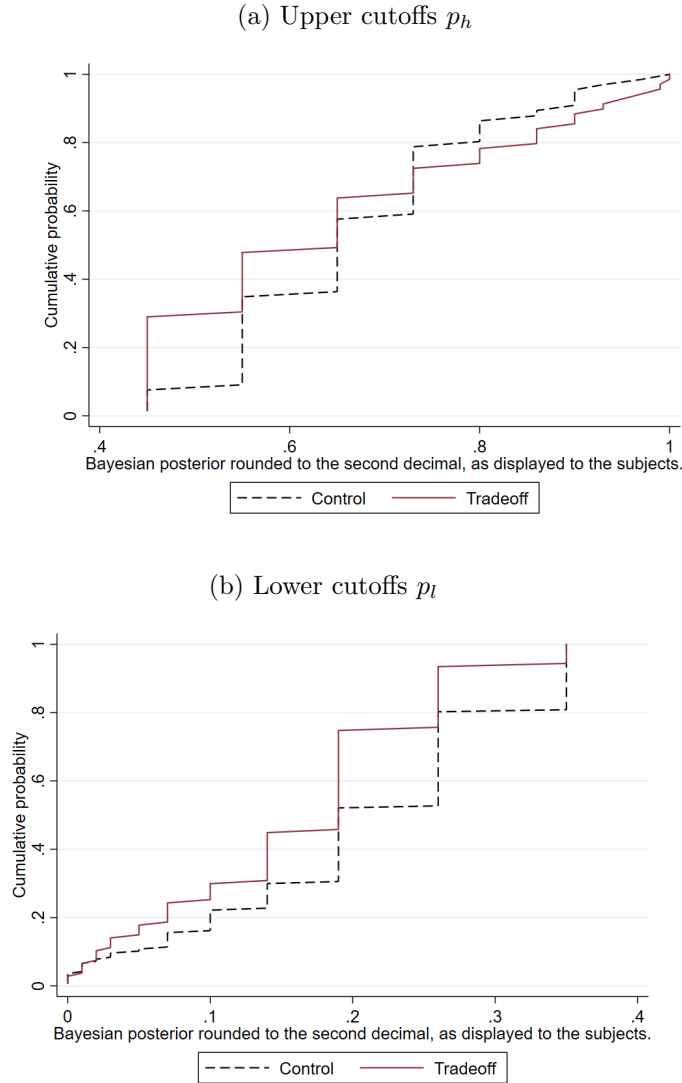 (a) Upper cutoffs p_h
Cumulative probability
0 .2 .4 .6 .8 1
.4 .6 .8 1
Bayesian posterior rounded to the second decimal, as displayed to the subjects.
Control Tradeoff
(b) Lower cutoffs p_l
Cumulative probability
0 .2 .4 .6 .8 1
0 .1 .2 .3 .4
Bayesian posterior rounded to the second decimal, as displayed to the subjects.
Control Tradeoff